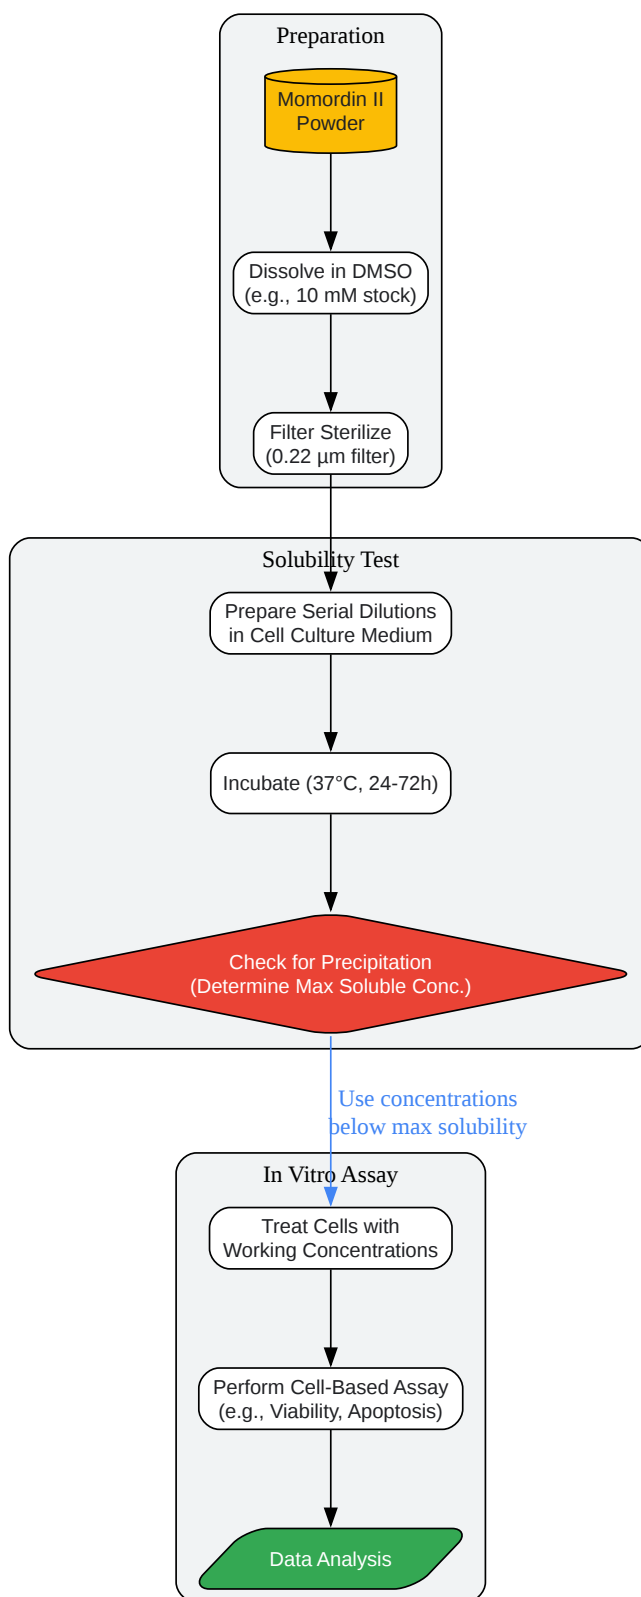 Preparation
Momordin II
Powder
Dissolve in DMSO
(e.g., 10 mM stock)
Filter Sterilize
(0.22 µm filter)
Solubility Test
Prepare Serial Dilutions
in Cell Culture Medium
Incubate (37°C, 24-72h)
Check for Precipitation
(Determine Max Soluble Conc.)
Use concentrations
below max solubility
In Vitro Assay
Treat Cells with
Working Concentrations
Perform Cell-Based Assay
(e.g., Viability, Apoptosis)
Data Analysis